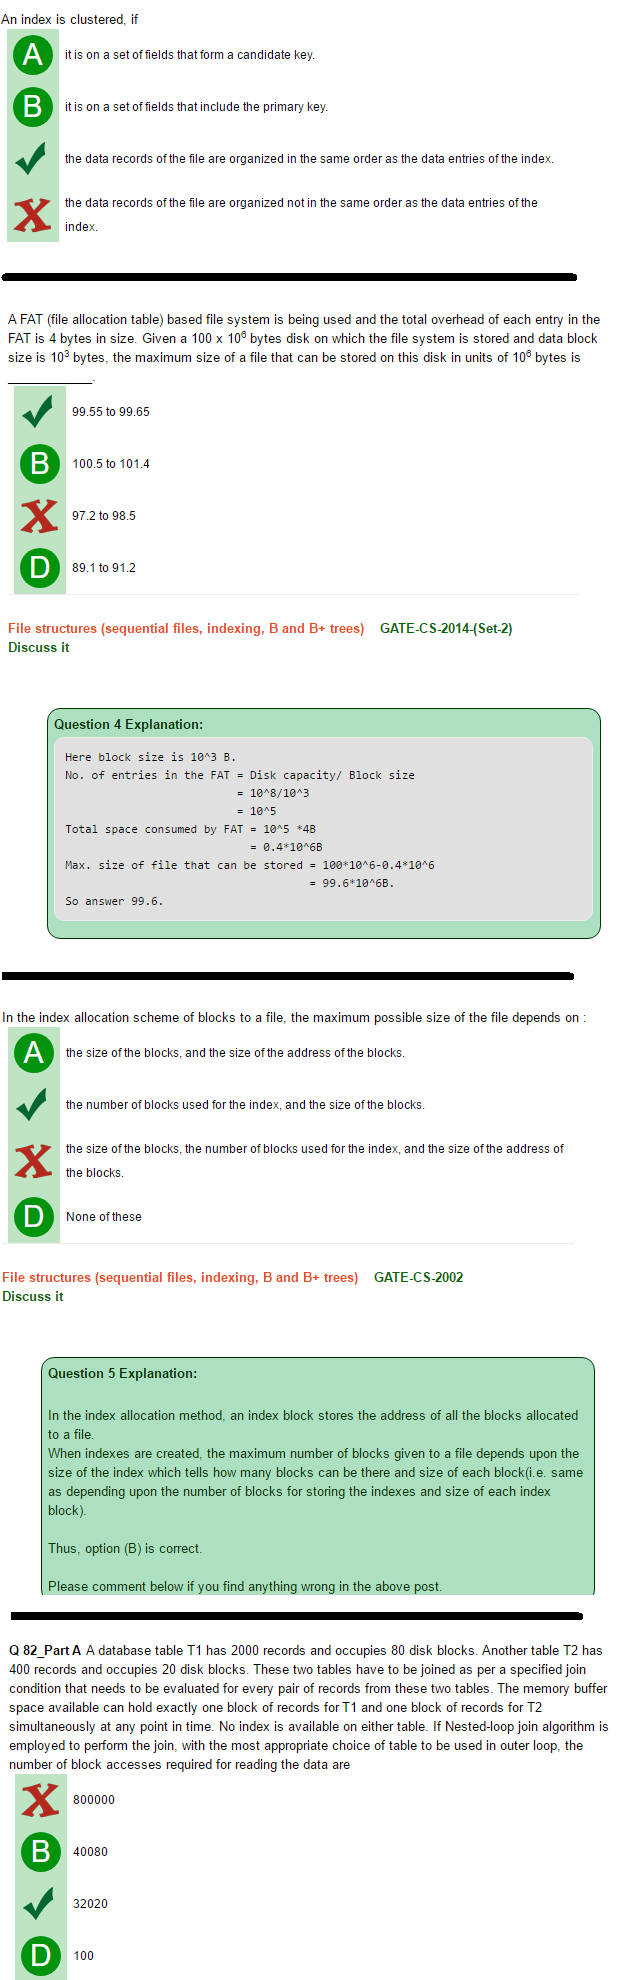 An index is clustered, if
A it is on a set of fields that form a candidate key.
B it is on a set of fields that include the primary key.
the data records of the file are organized in the same order as the data entries of the index.
the data records of the file are organized not in the same order as the data entries of the
index.
A FAT (file allocation table) based file system is being used and the total overhead of each entry in the
FAT is 4 bytes in size. Given a 100 x 10⁶ bytes disk on which the file system is stored and data block
size is 10³ bytes, the maximum size of a file that can be stored on this disk in units of 10⁶ bytes is
____________.
99.55 to 99.65
B 100.5 to 101.4
97.2 to 98.5
D 89.1 to 91.2
File structures (sequential files, indexing, B and B+ trees) GATE-CS-2014-(Set-2)
Discuss it
Question 4 Explanation:
Here block size is 10^3 B.
No. of entries in the FAT = Disk capacity/ Block size
= 10^8/10^3
= 10^5
Total space consumed by FAT = 10^5 *4B
= 0.4*10^6B
Max. size of file that can be stored = 100*10^6-0.4*10^6
= 99.6*10^6B.
So answer 99.6.
In the index allocation scheme of blocks to a file, the maximum possible size of the file depends on :
A the size of the blocks, and the size of the address of the blocks.
the number of blocks used for the index, and the size of the blocks.
the size of the blocks, the number of blocks used for the index, and the size of the address of
the blocks.
D None of these
File structures (sequential files, indexing, B and B+ trees) GATE-CS-2002
Discuss it
Question 5 Explanation:
In the index allocation method, an index block stores the address of all the blocks allocated
to a file.
When indexes are created, the maximum number of blocks given to a file depends upon the
size of the index which tells how many blocks can be there and size of each block(i.e. same
as depending upon the number of blocks for storing the indexes and size of each index
block).
Thus, option (B) is correct.
Please comment below if you find anything wrong in the above post.
Q 82_Part A A database table T1 has 2000 records and occupies 80 disk blocks. Another table T2 has
400 records and occupies 20 disk blocks. These two tables have to be joined as per a specified join
condition that needs to be evaluated for every pair of records from these two tables. The memory buffer
space available can hold exactly one block of records for T1 and one block of records for T2
simultaneously at any point in time. No index is available on either table. If Nested-loop join algorithm is
employed to perform the join, with the most appropriate choice of table to be used in outer loop, the
number of block accesses required for reading the data are
800000
B 40080
32020
D 100